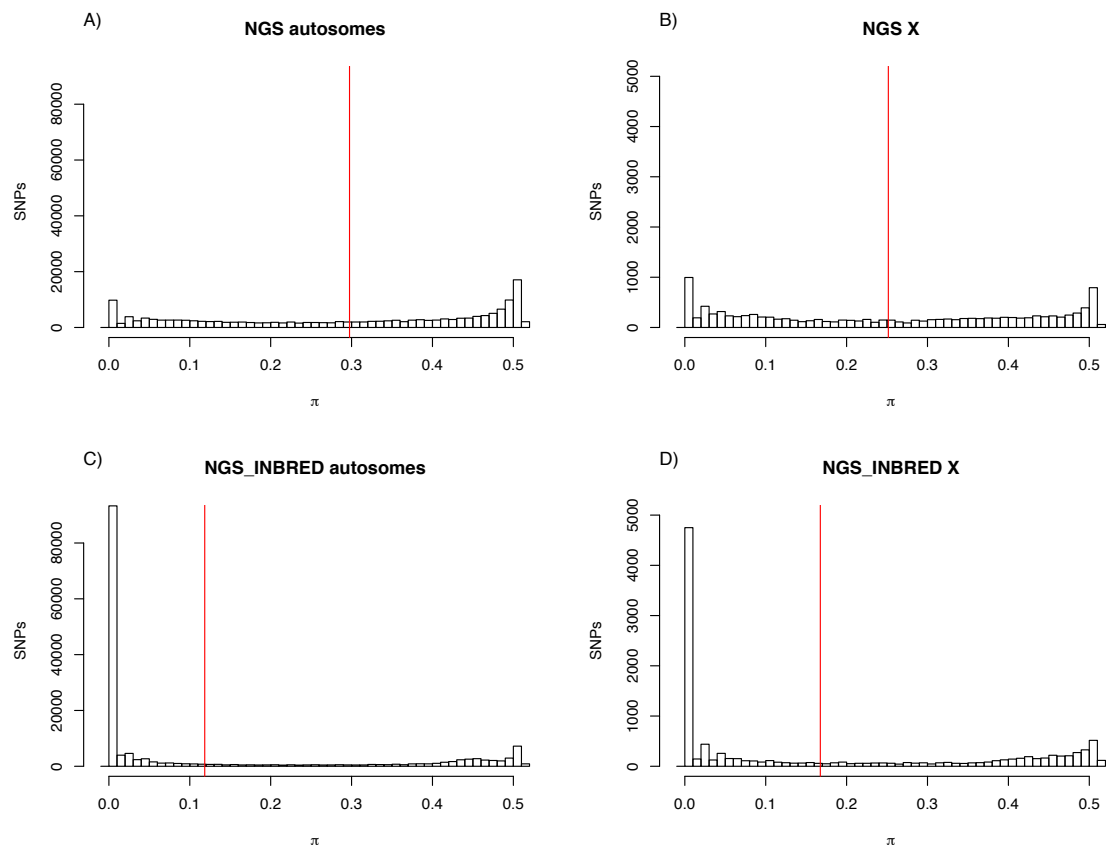 A)
NGS autosomes
SNPs
0 20000 40000 60000 80000
0.0 0.1 0.2 0.3 0.4 0.5
π
B)
NGS X
SNPs
0 1000 2000 3000 4000 5000
0.0 0.1 0.2 0.3 0.4 0.5
π
C)
NGS_INBRED autosomes
SNPs
0 20000 40000 60000 80000
0.0 0.1 0.2 0.3 0.4 0.5
π
D)
NGS_INBRED X
SNPs
0 1000 2000 3000 4000 5000
0.0 0.1 0.2 0.3 0.4 0.5
π